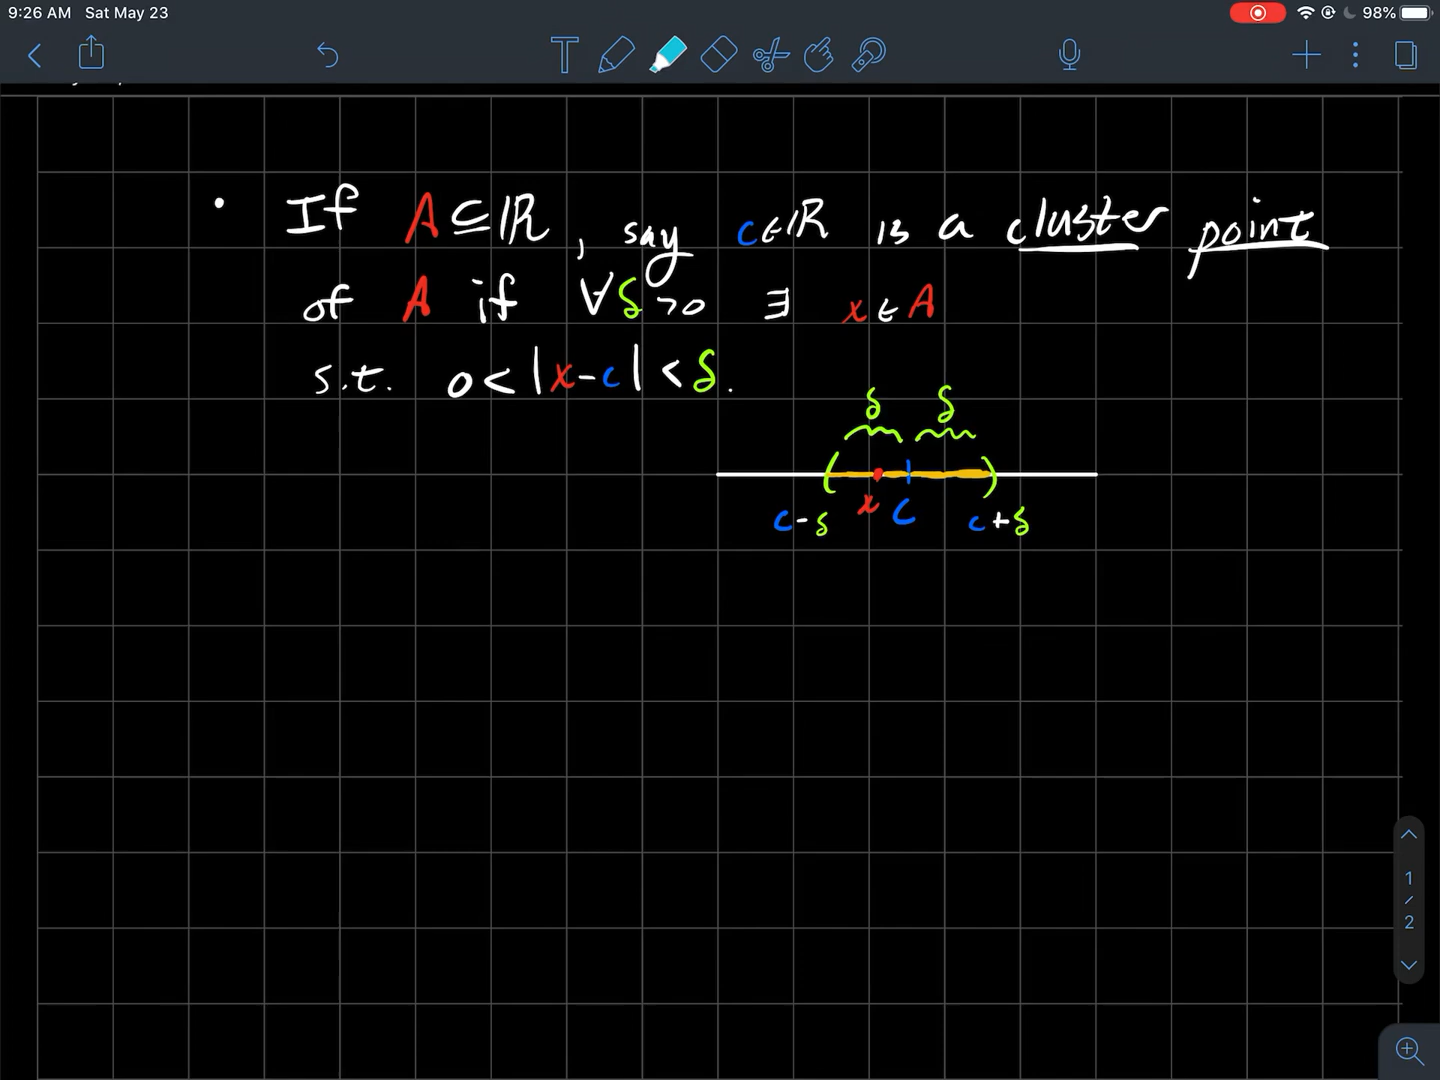 9:26 AM Sat May 23
98%
T
• If A ⊆ ℝ, say c ∈ ℝ is a cluster point
of A if ∀δ>0 ∃ x ∈ A
s.t. 0 < |x - c| < δ.
δ δ
( )
c-δ x c c+δ
1
/
2